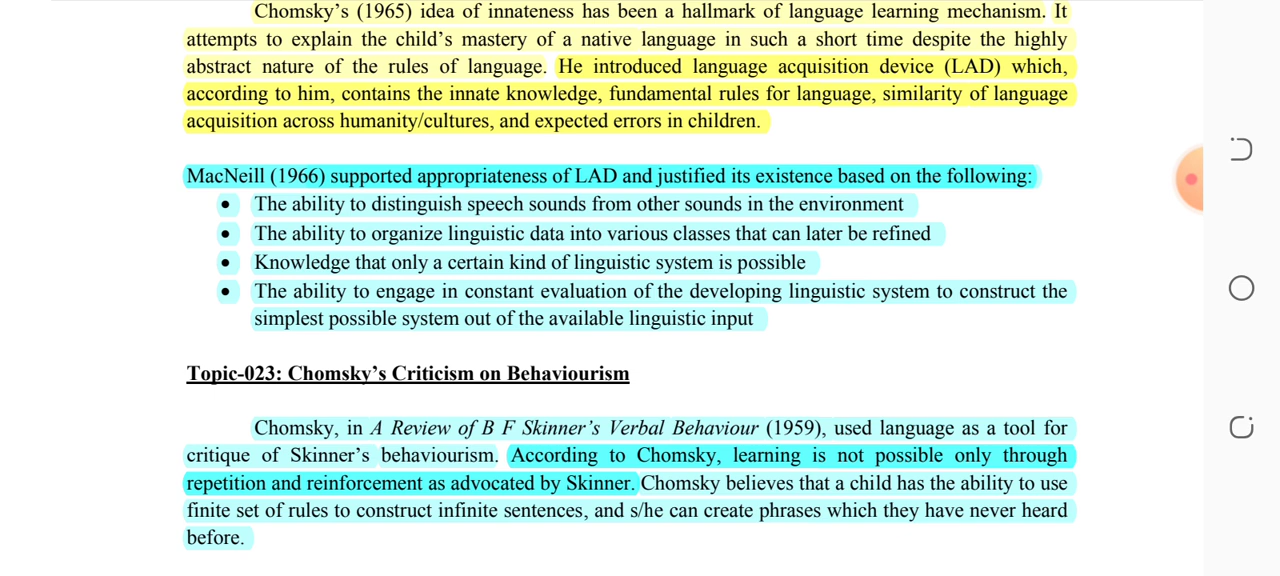 Chomsky’s (1965) idea of innateness has been a hallmark of language learning mechanism. It
attempts to explain the child’s mastery of a native language in such a short time despite the highly
abstract nature of the rules of language. He introduced language acquisition device (LAD) which,
according to him, contains the innate knowledge, fundamental rules for language, similarity of language
acquisition across humanity/cultures, and expected errors in children.
MacNeill (1966) supported appropriateness of LAD and justified its existence based on the following:
• The ability to distinguish speech sounds from other sounds in the environment
• The ability to organize linguistic data into various classes that can later be refined
• Knowledge that only a certain kind of linguistic system is possible
• The ability to engage in constant evaluation of the developing linguistic system to construct the
simplest possible system out of the available linguistic input
Topic-023: Chomsky’s Criticism on Behaviourism
Chomsky, in A Review of B F Skinner’s Verbal Behaviour (1959), used language as a tool for
critique of Skinner’s behaviourism. According to Chomsky, learning is not possible only through
repetition and reinforcement as advocated by Skinner. Chomsky believes that a child has the ability to use
finite set of rules to construct infinite sentences, and s/he can create phrases which they have never heard
before.